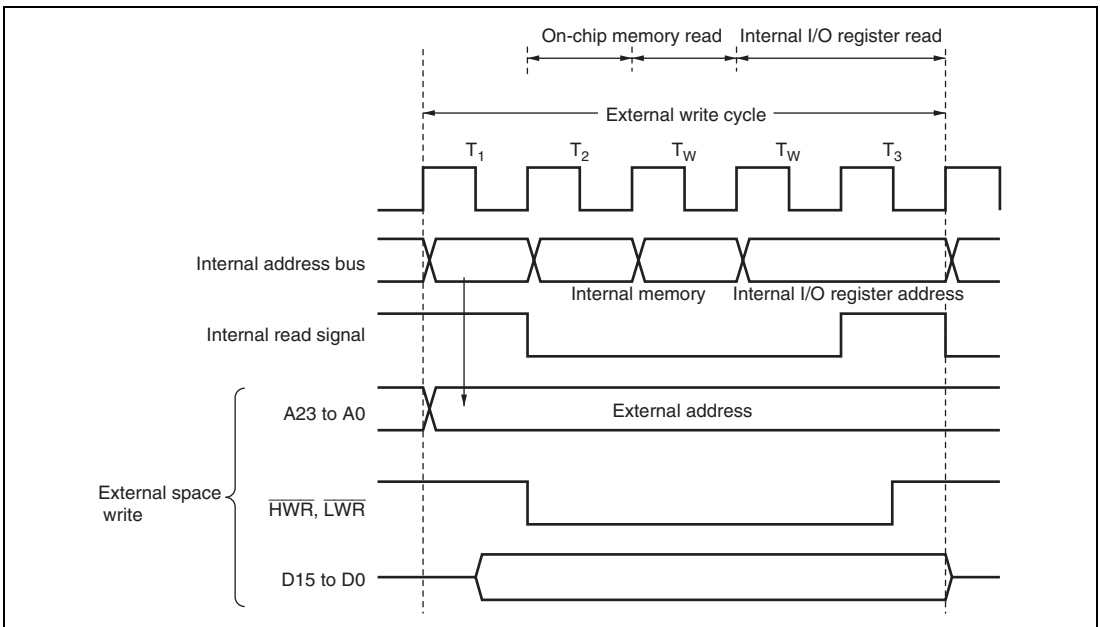 On-chip memory read Internal I/O register read
External write cycle
T1 T2 TW TW T3
Internal address bus
Internal memory Internal I/O register address
Internal read signal
A23 to A0
External address
External space
write
HWR, LWR
D15 to D0